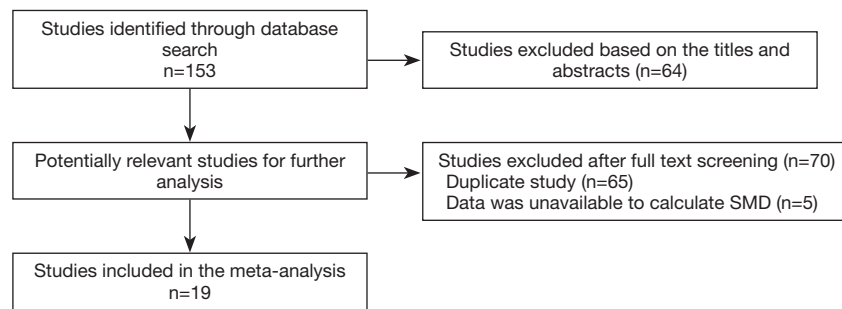 Studies identified through database
search
n=153
Studies excluded based on the titles and
abstracts (n=64)
Potentially relevant studies for further
analysis
Studies excluded after full text screening (n=70)
Duplicate study (n=65)
Data was unavailable to calculate SMD (n=5)
Studies included in the meta-analysis
n=19